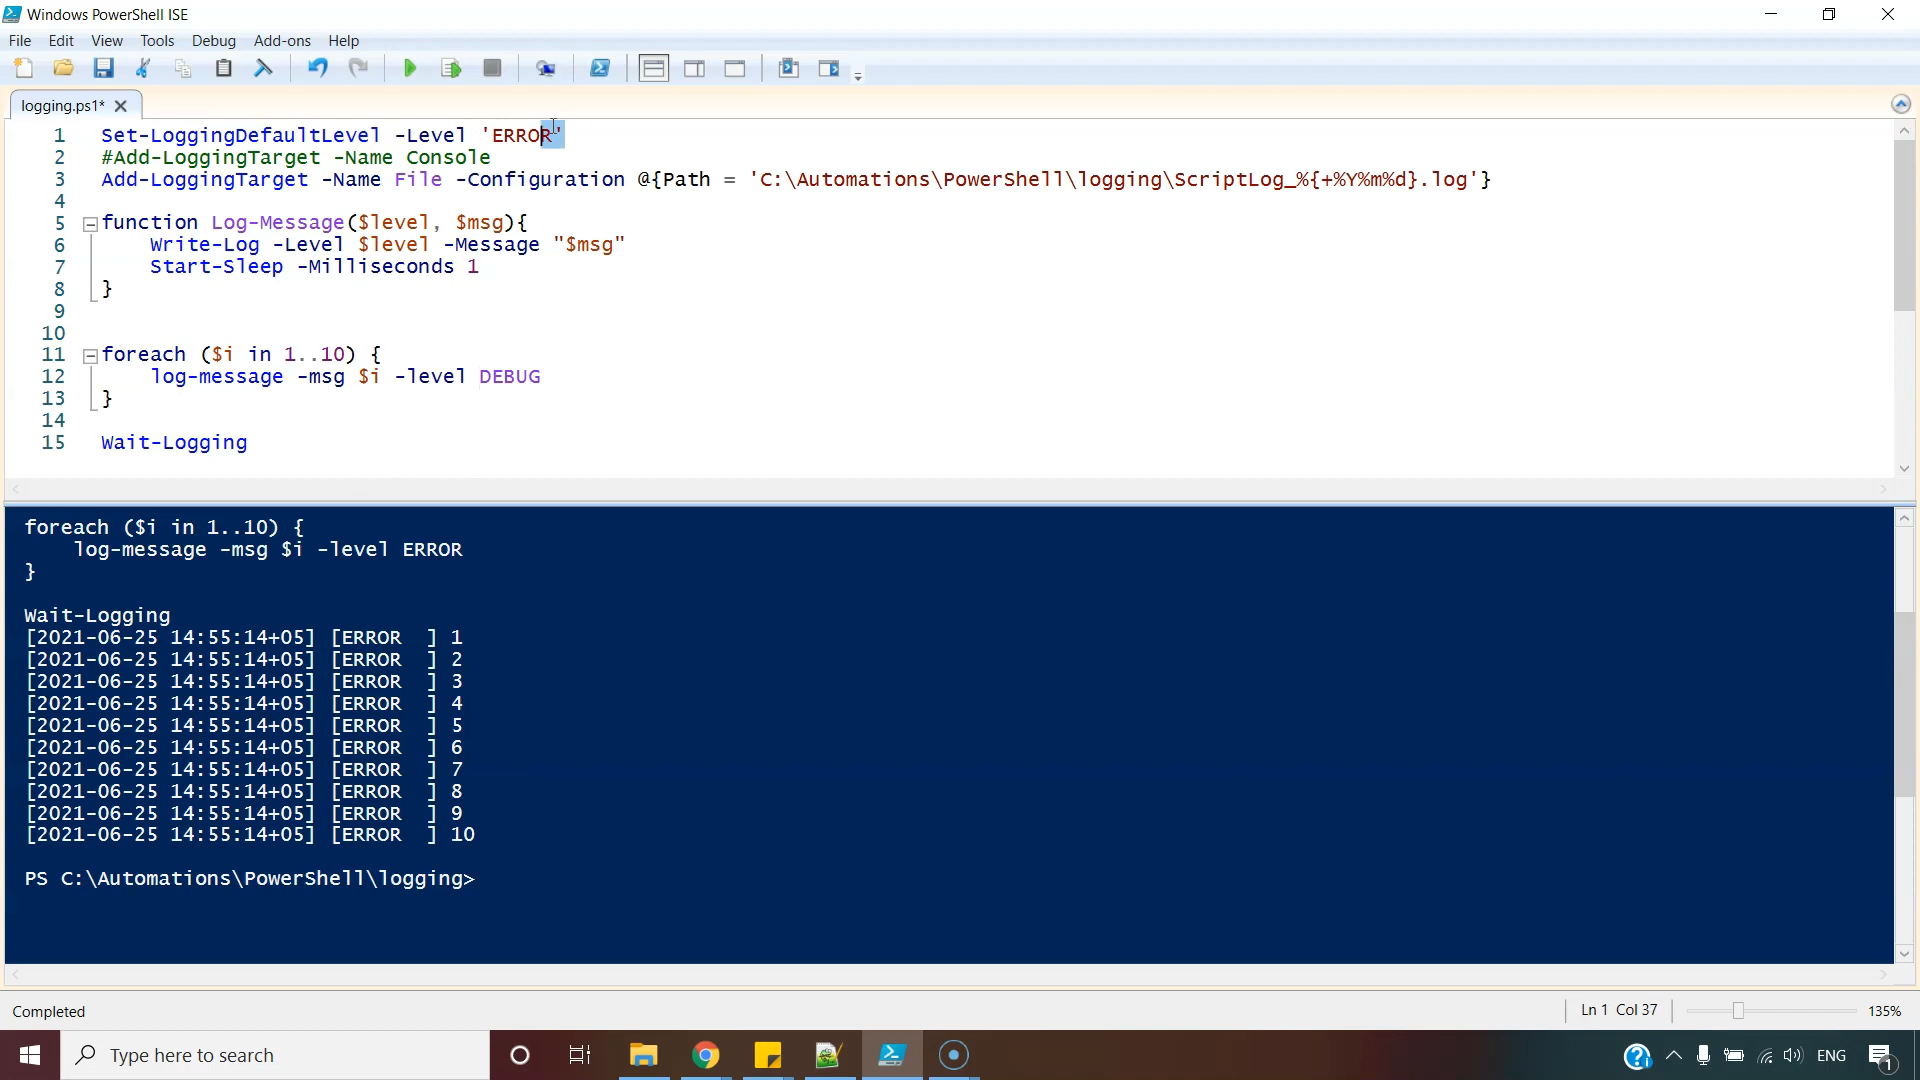 Windows PowerShell ISE
File Edit View Tools Debug Add-ons Help
logging.ps1*
1 Set-LoggingDefaultLevel -Level 'ERROR'
2 #Add-LoggingTarget -Name Console
3 Add-LoggingTarget -Name File -Configuration @{Path = 'C:\Automations\PowerShell\logging\ScriptLog_%{+%Y%m%d}.log'}
4
5 function Log-Message($level, $msg){
6 Write-Log -Level $level -Message "$msg"
7 Start-Sleep -Milliseconds 1
8 }
9
10
11 foreach ($i in 1..10) {
12 log-message -msg $i -level DEBUG
13 }
14
15 Wait-Logging
foreach ($i in 1..10) {
log-message -msg $i -level ERROR
}
Wait-Logging
[2021-06-25 14:55:14+05] [ERROR  ] 1
[2021-06-25 14:55:14+05] [ERROR  ] 2
[2021-06-25 14:55:14+05] [ERROR  ] 3
[2021-06-25 14:55:14+05] [ERROR  ] 4
[2021-06-25 14:55:14+05] [ERROR  ] 5
[2021-06-25 14:55:14+05] [ERROR  ] 6
[2021-06-25 14:55:14+05] [ERROR  ] 7
[2021-06-25 14:55:14+05] [ERROR  ] 8
[2021-06-25 14:55:14+05] [ERROR  ] 9
[2021-06-25 14:55:14+05] [ERROR  ] 10
PS C:\Automations\PowerShell\logging>
Completed Ln 1 Col 37 135%
Type here to search ENG 1